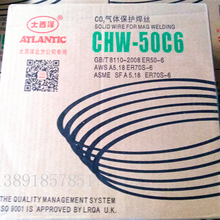 大西洋
ATLANTIC
CO₂气体保护焊丝
SOLID WIRE FOR MAG WELDING
CHW-50C6
GB/T 8110-2008 ER50-6
AWS A5.18 ER70S-6
ASME SFA5.18 ER70S-6
13891857851
THE QUALITY MANAGEMENT SYSTEM
ISO 9001 IS APPROVED BY LRQA U.K.